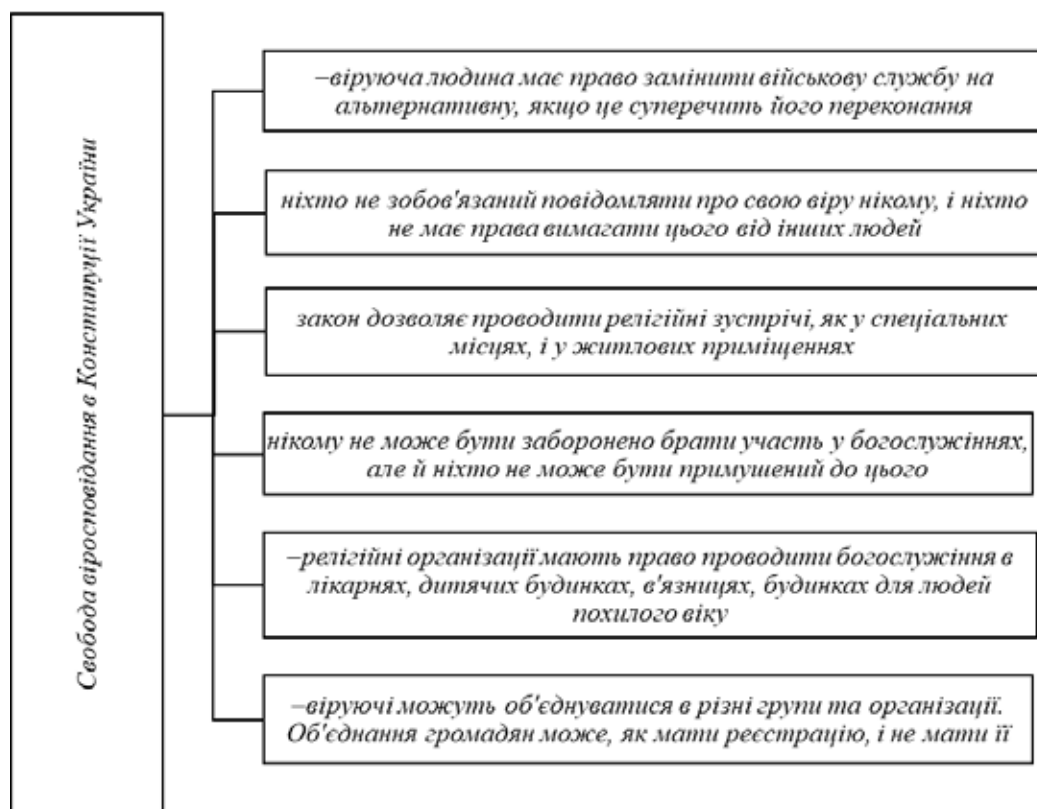 Свобода віросповідання в Конституції України
–віруюча людина має право замінити військову службу на
альтернативну, якщо це суперечить його переконання
ніхто не зобов'язаний повідомляти про свою віру нікому, і ніхто
не має права вимагати цього від інших людей
закон дозволяє проводити релігійні зустрічі, як у спеціальних
місцях, і у житлових приміщеннях
нікому не може бути заборонено брати участь у богослужіннях,
але й ніхто не може бути примушений до цього
–релігійні організації мають право проводити богослужіння в
лікарнях, дитячих будинках, в'язницях, будинках для людей
похилого віку
–віруючі можуть об'єднуватися в різні групи та організації.
Об'єднання громадян може, як мати реєстрацію, і не мати її